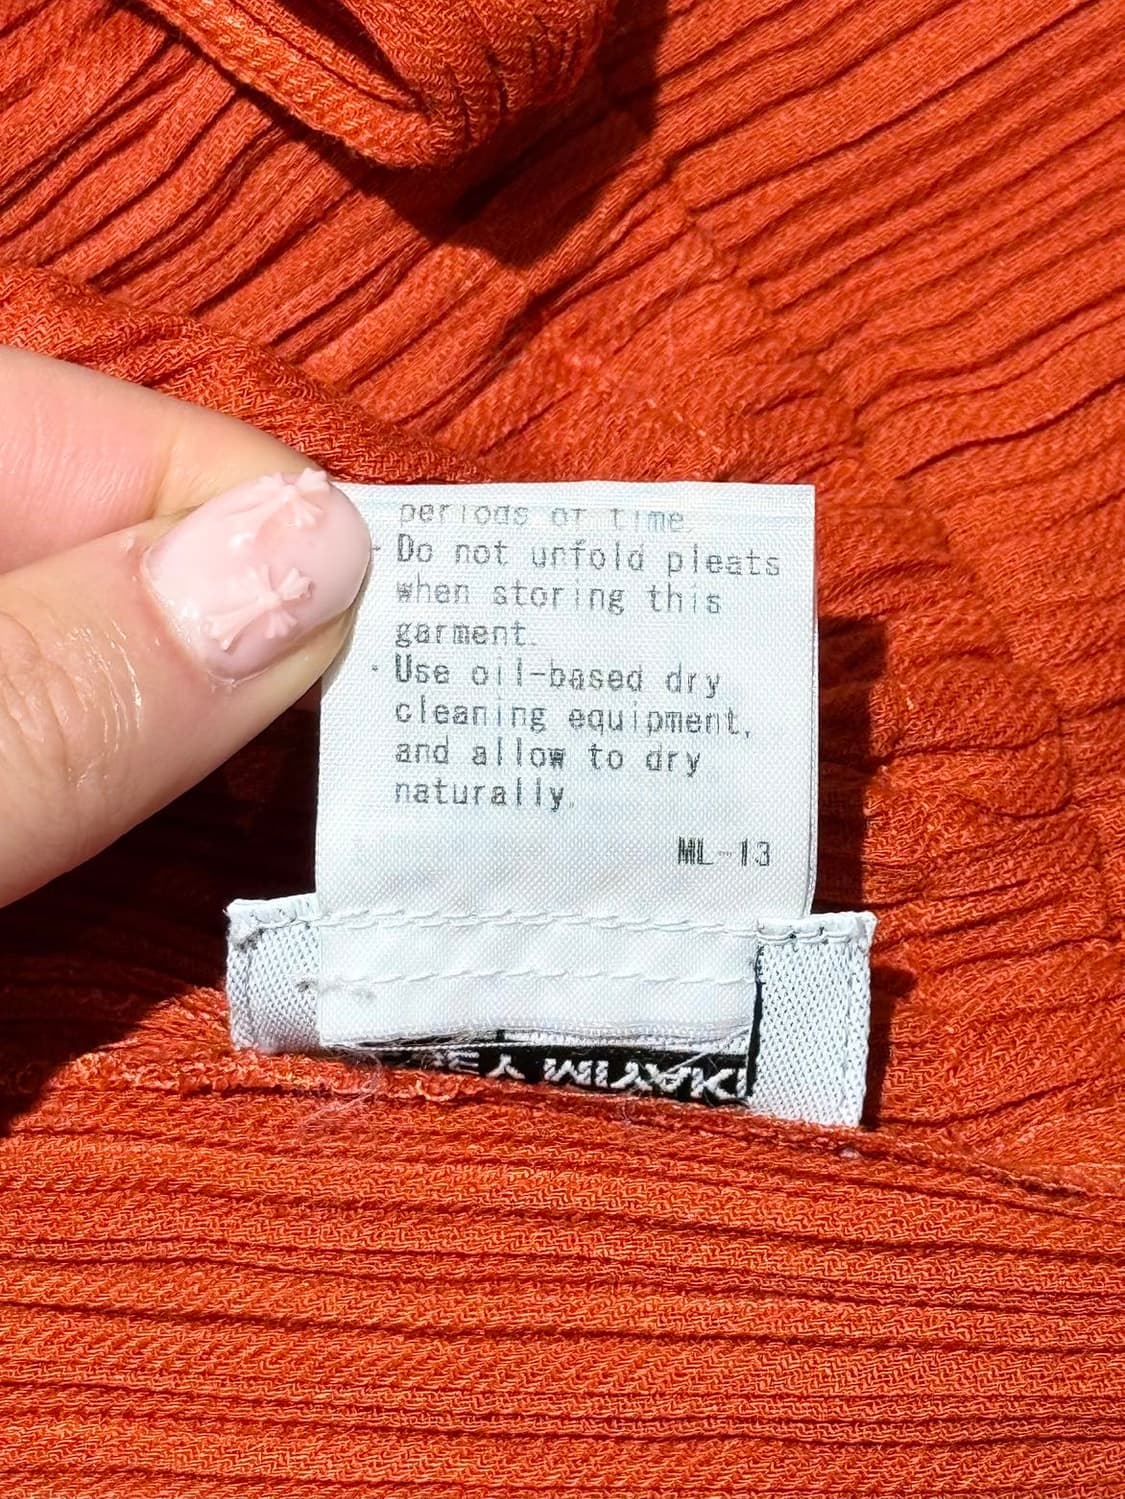 periods of time.
· Do not unfold pleats
when storing this
garment.
· Use oil-based dry
cleaning equipment,
and allow to dry
naturally.
ML-13